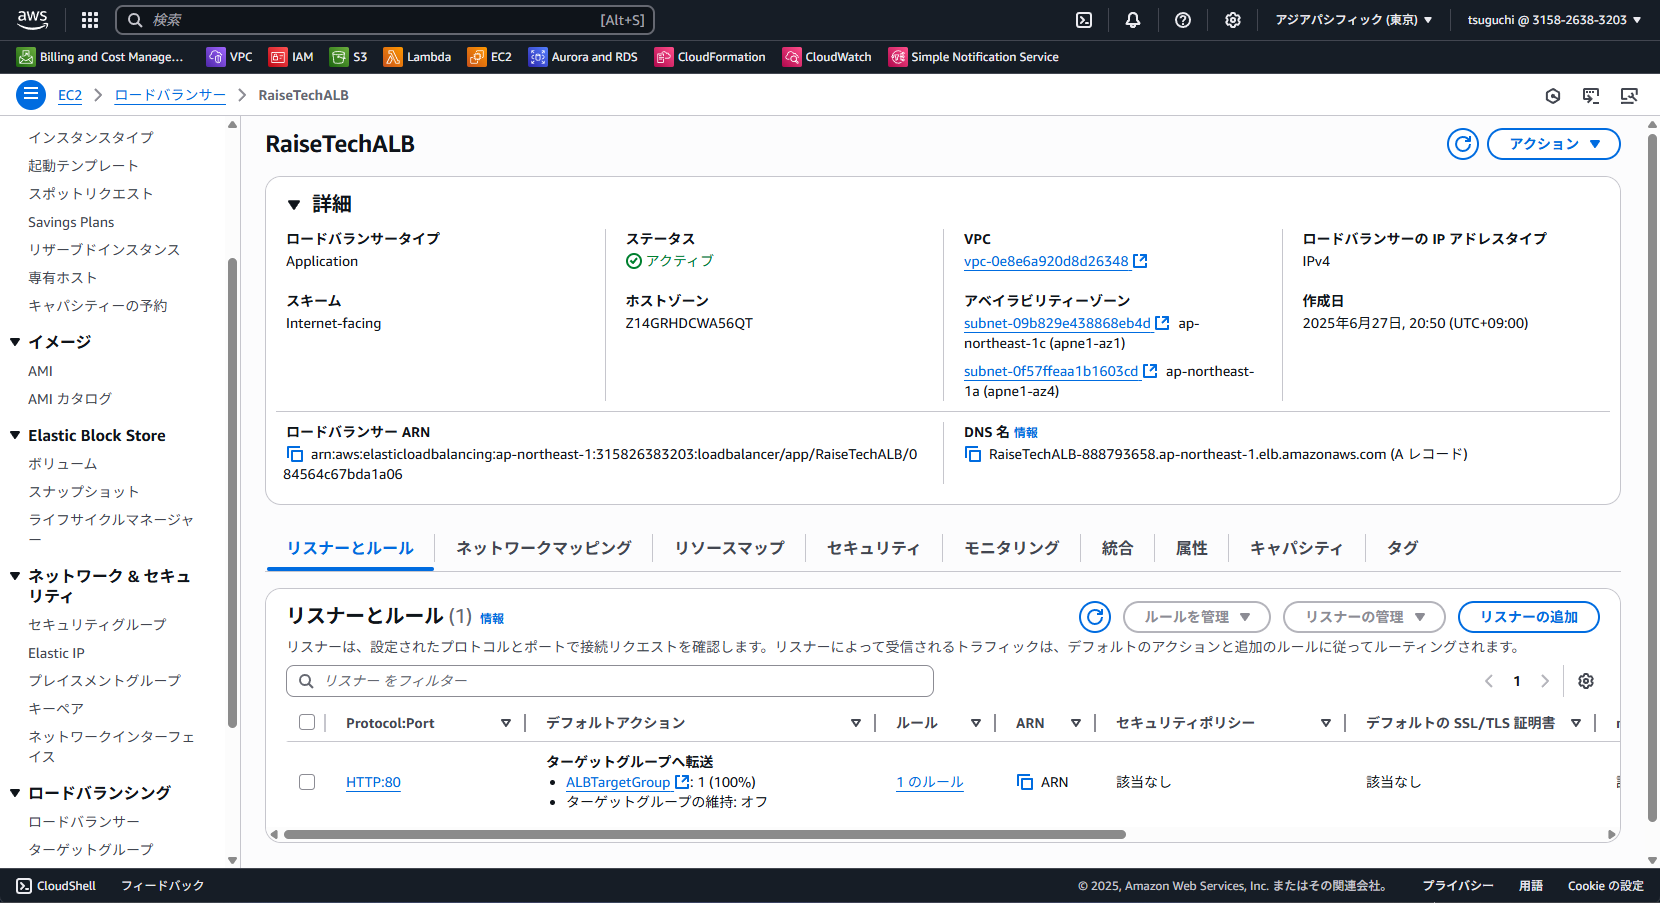 aws
検索 [Alt+S]
アジアパシフィック (東京) ▼
tsuguchi @ 3158-2638-3203 ▼
Billing and Cost Manage... VPC IAM S3 Lambda EC2 Aurora and RDS CloudFormation CloudWatch Simple Notification Service
EC2 > ロードバランサー > RaiseTechALB
インスタンスタイプ
起動テンプレート
スポットリクエスト
Savings Plans
リザーブドインスタンス
専有ホスト
キャパシティーの予約
▼ イメージ
AMI
AMI カタログ
▼ Elastic Block Store
ボリューム
スナップショット
ライフサイクルマネージャ
ー
▼ ネットワーク & セキュ
リティ
セキュリティグループ
Elastic IP
プレイスメントグループ
キーペア
ネットワークインターフェ
イス
▼ ロードバランシング
ロードバランサー
ターゲットグループ
RaiseTechALB
アクション ▼
▼ 詳細
ロードバランサータイプ
Application
スキーム
Internet-facing
ステータス
アクティブ
ホストゾーン
Z14GRHDCWA56QT
VPC
vpc-0e8e6a920d8d26348
アベイラビリティーゾーン
subnet-09b829e438868eb4d ap-
northeast-1c (apne1-az1)
subnet-0f57ffeaa1b1603cd ap-northeast-
1a (apne1-az4)
ロードバランサーの IP アドレスタイプ
IPv4
作成日
2025年6月27日, 20:50 (UTC+09:00)
ロードバランサー ARN
arn:aws:elasticloadbalancing:ap-northeast-1:315826383203:loadbalancer/app/RaiseTechALB/0
84564c67bda1a06
DNS 名 情報
RaiseTechALB-888793658.ap-northeast-1.elb.amazonaws.com (A レコード)
リスナーとルール ネットワークマッピング リソースマップ セキュリティ モニタリング 統合 属性 キャパシティ タグ
リスナーとルール (1) 情報
ルールを管理 ▼ リスナーの管理 ▼ リスナーの追加
リスナーは、設定されたプロトコルとポートで接続リクエストを確認します。リスナーによって受信されるトラフィックは、デフォルトのアクションと追加のルールに従ってルーティングされます。
リスナー をフィルター
1
Protocol:Port デフォルトアクション ルール ARN セキュリティポリシー デフォルトの SSL/TLS 証明書
HTTP:80
ターゲットグループへ転送
• ALBTargetGroup : 1 (100%)
• ターゲットグループの維持: オフ
1 のルール
ARN
該当なし
該当なし
CloudShell フィードバック
© 2025, Amazon Web Services, Inc. またはその関連会社。 プライバシー 用語 Cookie の設定